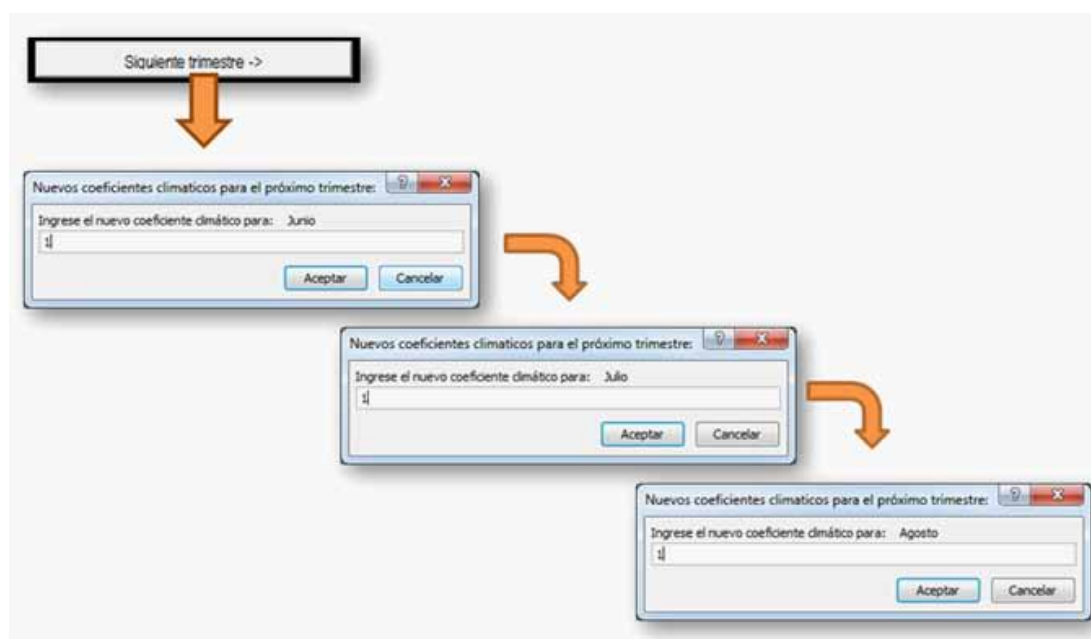 Siguiente trimestre ->
Nuevos coeficientes climaticos para el próximo trimestre:
Ingrese el nuevo coeficiente climático para: Junio
1
Aceptar Cancelar
Nuevos coeficientes climaticos para el próximo trimestre:
Ingrese el nuevo coeficiente climático para: Julio
1
Aceptar Cancelar
Nuevos coeficientes climaticos para el próximo trimestre:
Ingrese el nuevo coeficiente climático para: Agosto
1
Aceptar Cancelar